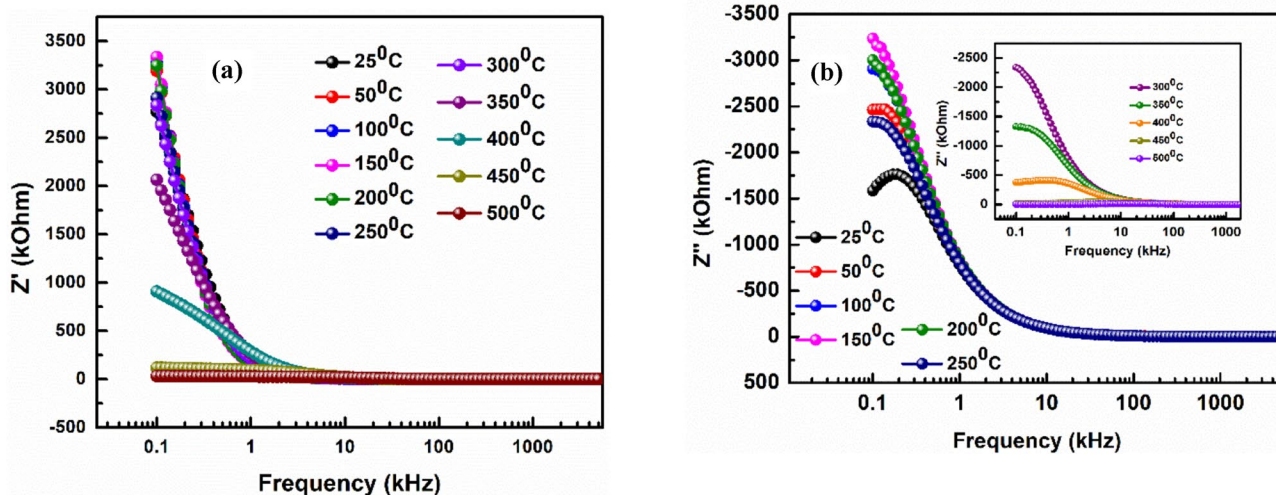 (a)
3500
3000
2500
2000
1500
1000
500
0
-500
Z' (kOhm)
25⁰C
50⁰C
100⁰C
150⁰C
200⁰C
250⁰C
300⁰C
350⁰C
400⁰C
450⁰C
500⁰C
0.1 1 10 100 1000
Frequency (kHz)
(b)
-3500
-3000
-2500
-2000
-1500
-1000
-500
0
500
Z'' (kOhm)
25⁰C
50⁰C
100⁰C
150⁰C
200⁰C
250⁰C
0.1 1 10 100 1000
Frequency (kHz)
-2500
-2000
-1500
-1000
-500
0
Z'' (kOhm)
300⁰C
350⁰C
400⁰C
450⁰C
500⁰C
0.1 1 10 100 1000
Frequency (kHz)